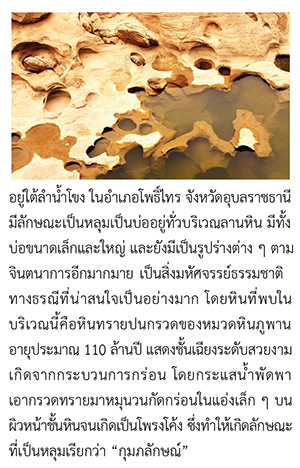 อยู่ใต้ลำน้ำโขง ในอำเภอโพธิ์ไทร จังหวัดอุบลราชธานี
มีลักษณะเป็นหลุมเป็นบ่ออยู่ทั่วบริเวณลานหิน มีทั้ง
บ่อขนาดเล็กและใหญ่ และยังมีเป็นรูปร่างต่าง ๆ ตาม
จินตนาการอีกมากมาย เป็นสิ่งมหัศจรรย์ธรรมชาติ
ทางธรณีที่น่าสนใจเป็นอย่างมาก โดยหินที่พบใน
บริเวณนี้คือหินทรายปนกรวดของหมวดหินภูพาน
อายุประมาณ 110 ล้านปี แสดงชั้นเฉียงระดับสวยงาม
เกิดจากกระบวนการกร่อน โดยกระแสน้ำพัดพา
เอากรวดทรายมาหมุนวนกัดกร่อนในแอ่งเล็ก ๆ บน
ผิวหน้าชั้นหินจนเกิดเป็นโพรงโค้ง ซึ่งทำให้เกิดลักษณะ
ที่เป็นหลุมเรียกว่า “กุมภลักษณ์”